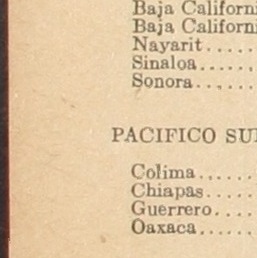 Baja Californi
Baja Californi
Nayarit.....
Sinaloa......
Sonora......
PACIFICO SU
Colima......
Chiapas.....
Guerrero....
Oaxaca......